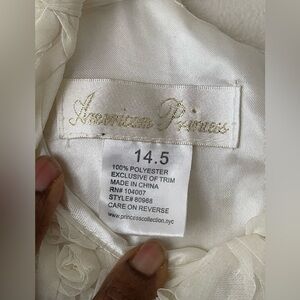 American Princess
14.5
100% POLYESTER
EXCLUSIVE OF TRIM
MADE IN CHINA
RN# 104007
STYLE# 80968
CARE ON REVERSE
www.princesscollection.nyc